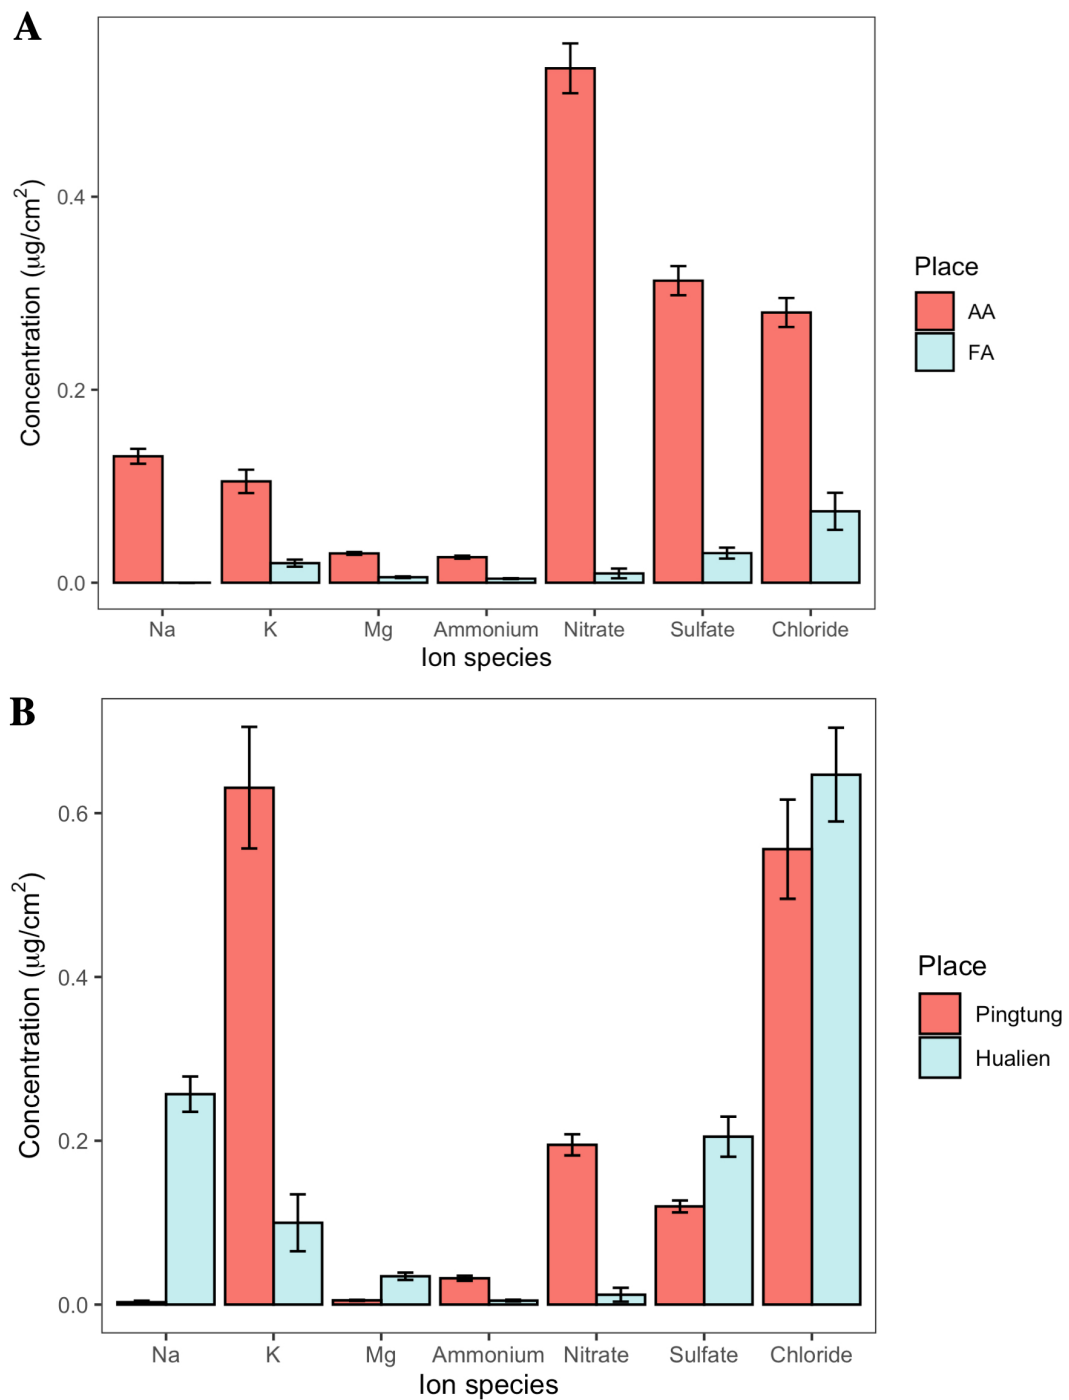 A
Concentration (µg/cm²)
0.4
0.2
0.0
Na K Mg Ammonium Nitrate Sulfate Chloride
Ion species
Place
AA
FA
B
Concentration (µg/cm²)
0.6
0.4
0.2
0.0
Na K Mg Ammonium Nitrate Sulfate Chloride
Ion species
Place
Pingtung
Hualien